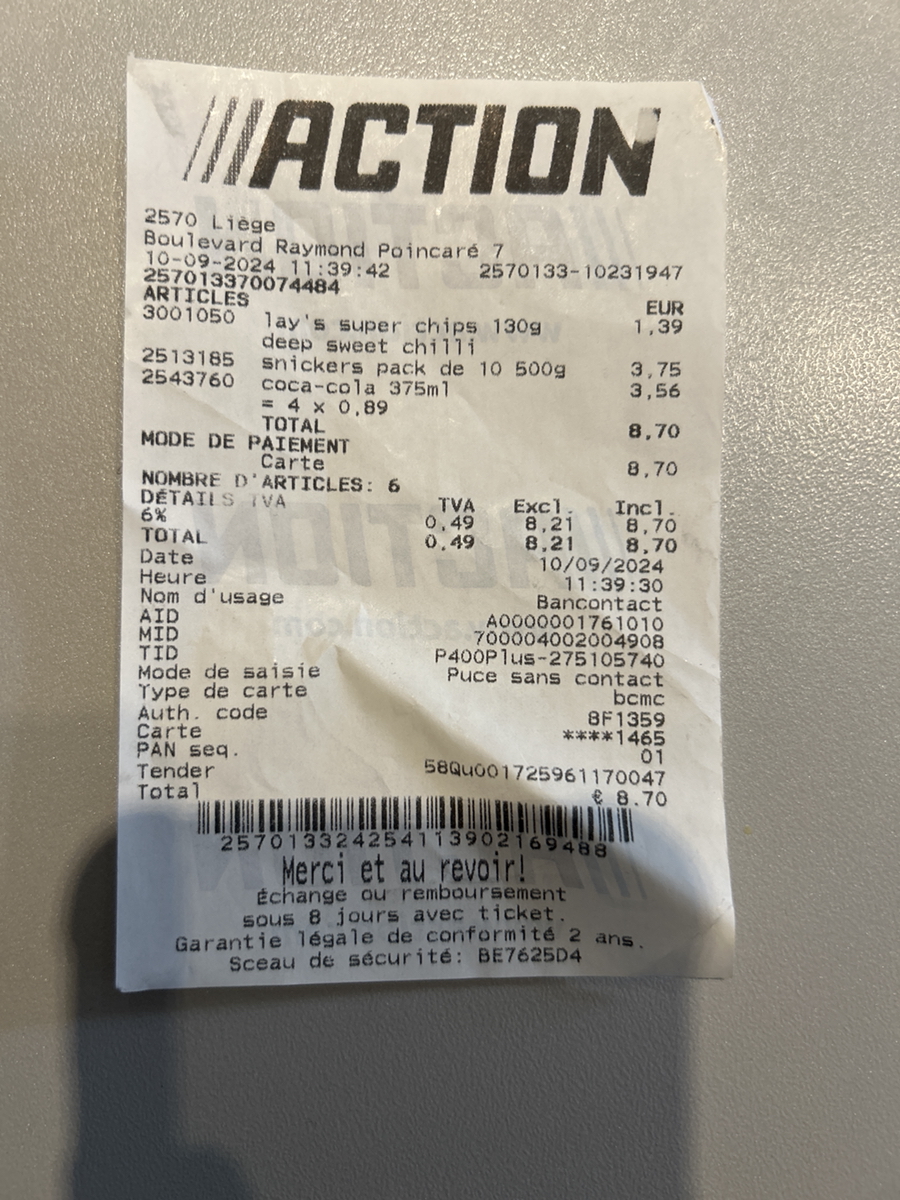 ACTION
2570 Liège
Boulevard Raymond Poincaré 7
10-09-2024 11:39:42 2570133-10231947
257013370074484
ARTICLES EUR
3001050 lay's super chips 130g 1,39
deep sweet chilli
2513185 snickers pack de 10 500g 3,75
2543760 coca-cola 375ml 3,56
= 4 x 0,89
TOTAL 8,70
MODE DE PAIEMENT
Carte 8,70
NOMBRE D'ARTICLES: 6
DÉTAILS TVA TVA Excl. Incl.
6% 0,49 8,21 8,70
TOTAL 0,49 8,21 8,70
Date 10/09/2024
Heure 11:39:30
Nom d'usage Bancontact
AID A0000001761010
MID 700004002004908
TID P400Plus-275105740
Mode de saisie Puce sans contact
Type de carte bcmc
Auth. code 8F1359
Carte ****1465
PAN seq. 01
Tender 58Qu001725961170047
Total € 8.70
257013324254113902169488
Merci et au revoir!
Échange ou remboursement
sous 8 jours avec ticket.
Garantie légale de conformité 2 ans.
Sceau de sécurité: BE7625D4